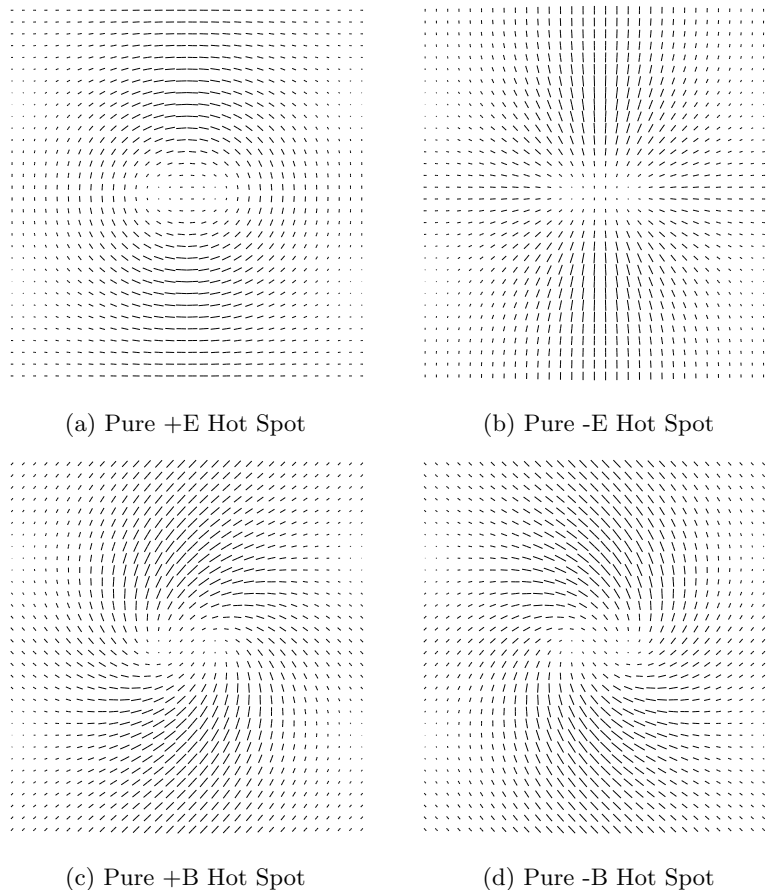 (a) Pure +E Hot Spot
(b) Pure -E Hot Spot
(c) Pure +B Hot Spot
(d) Pure -B Hot Spot